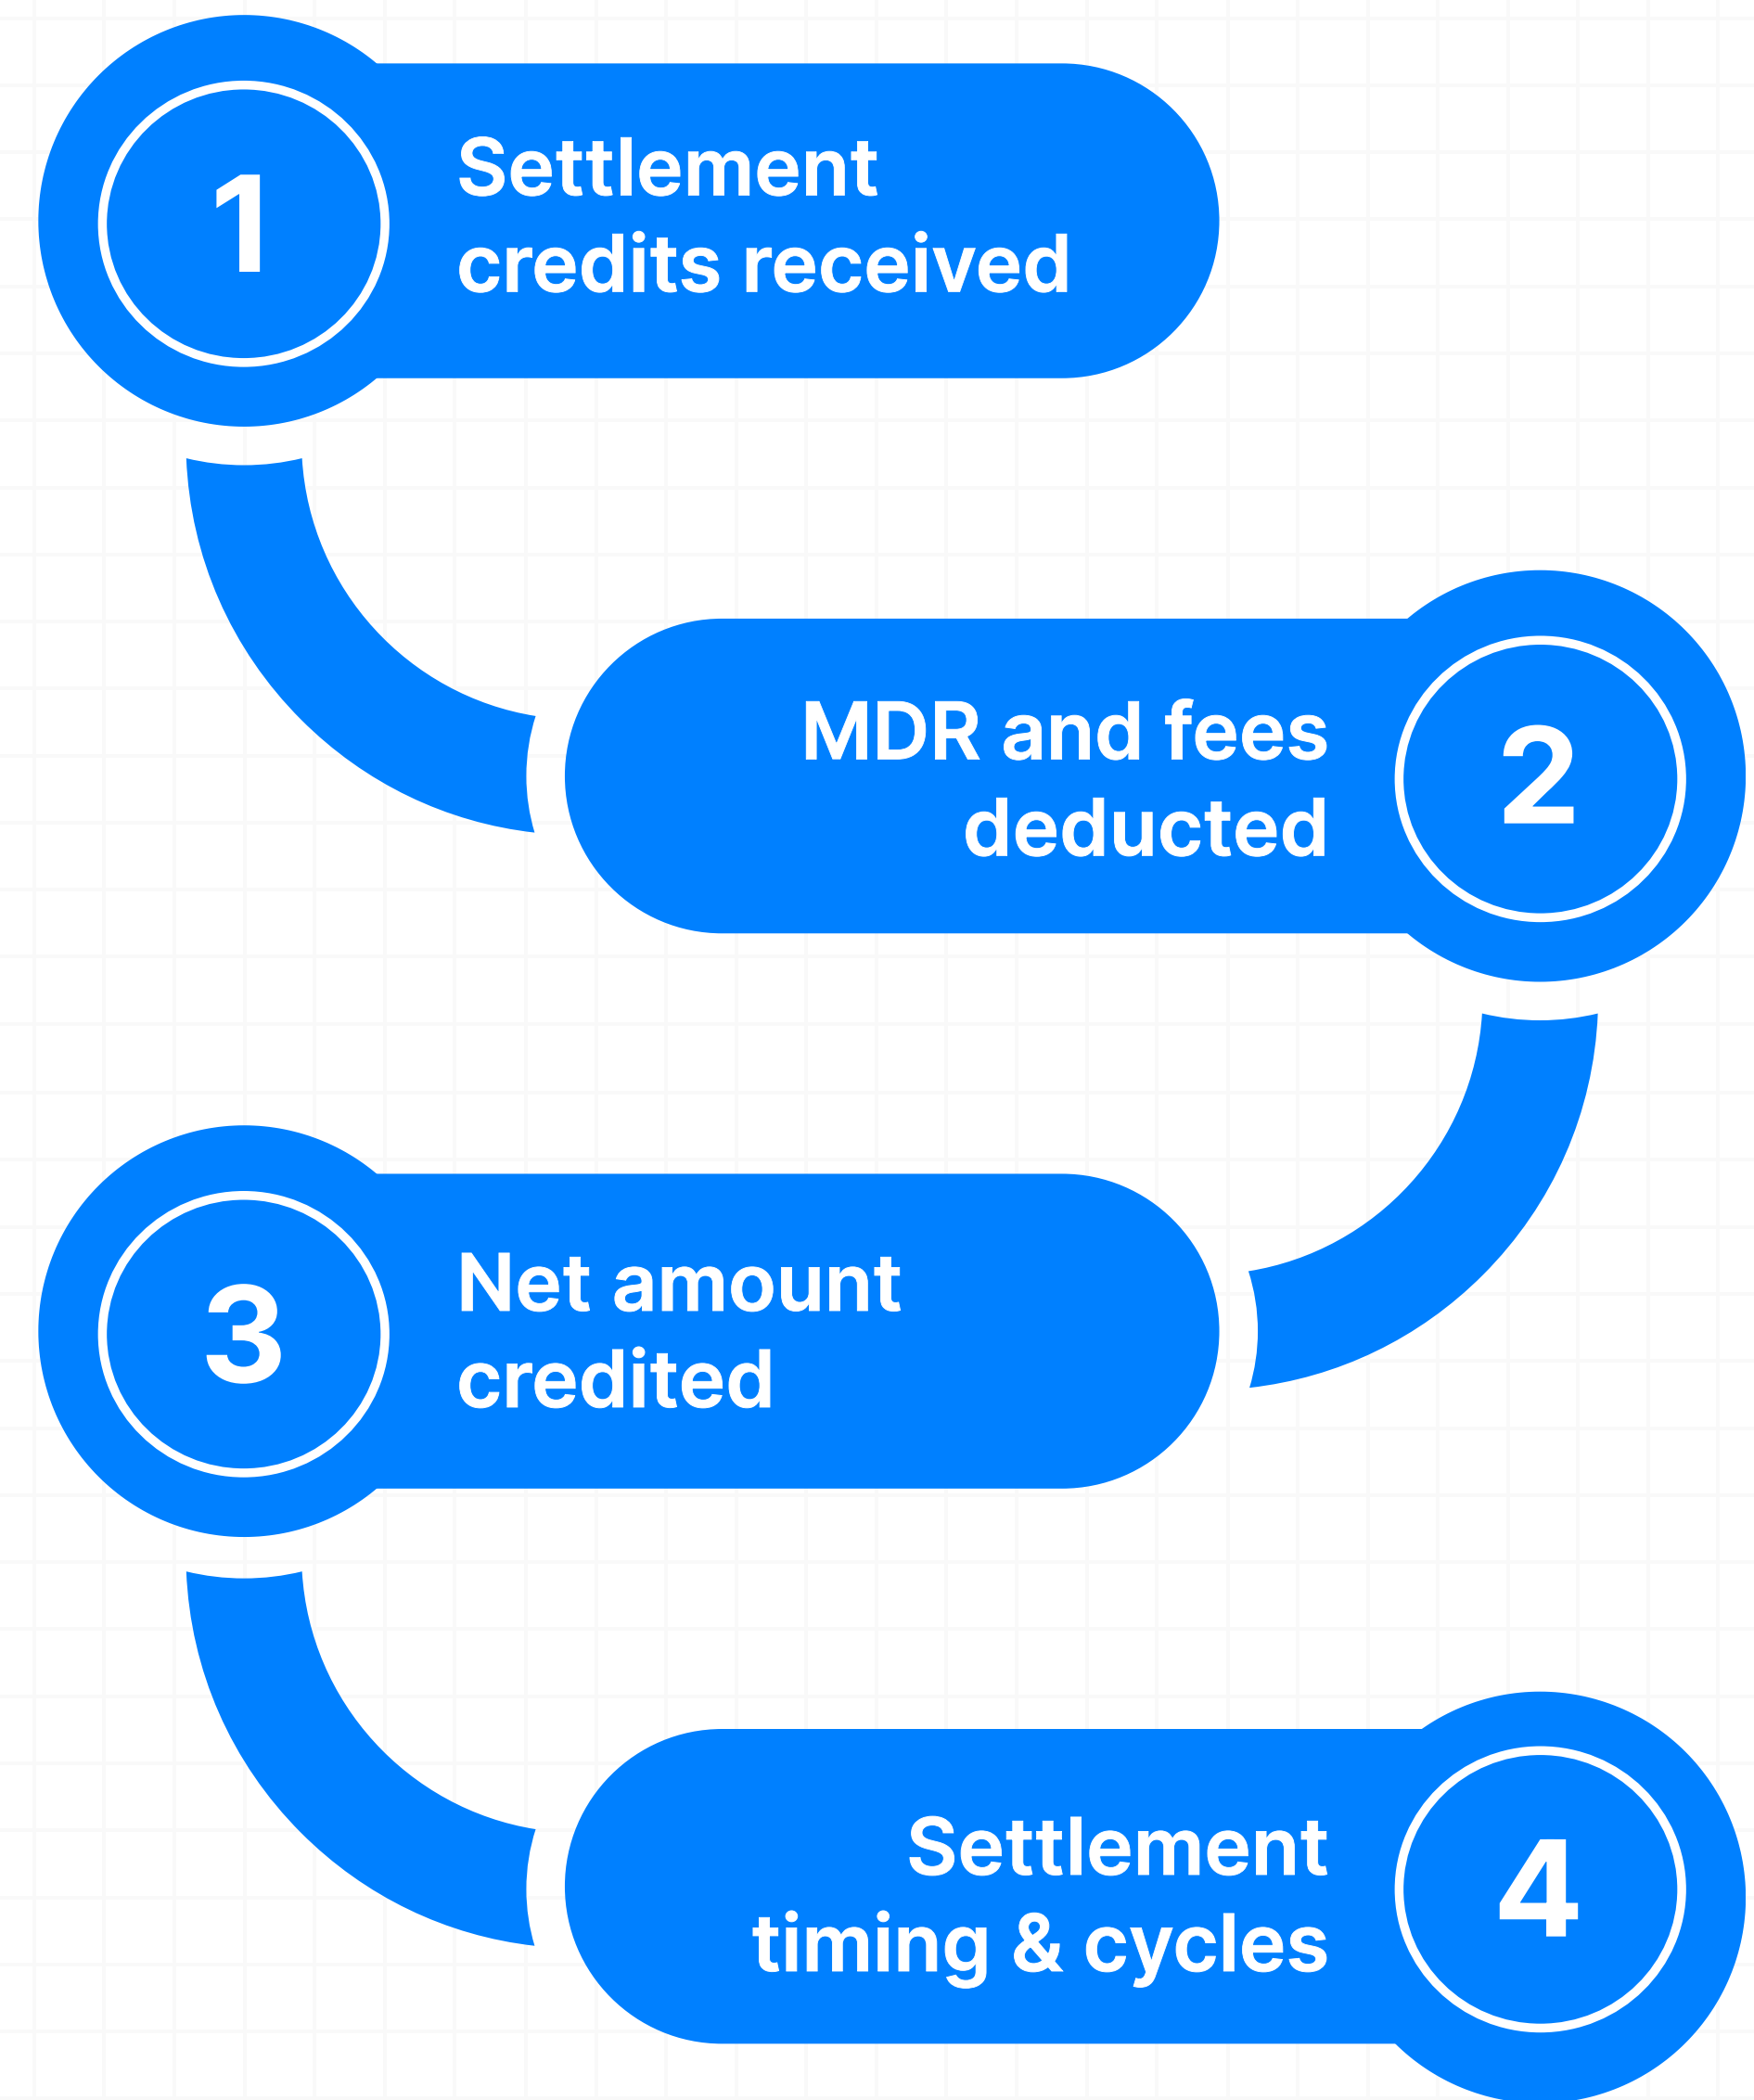 1
Settlement
credits received
MDR and fees
deducted
2
3
Net amount
credited
Settlement
timing & cycles
4